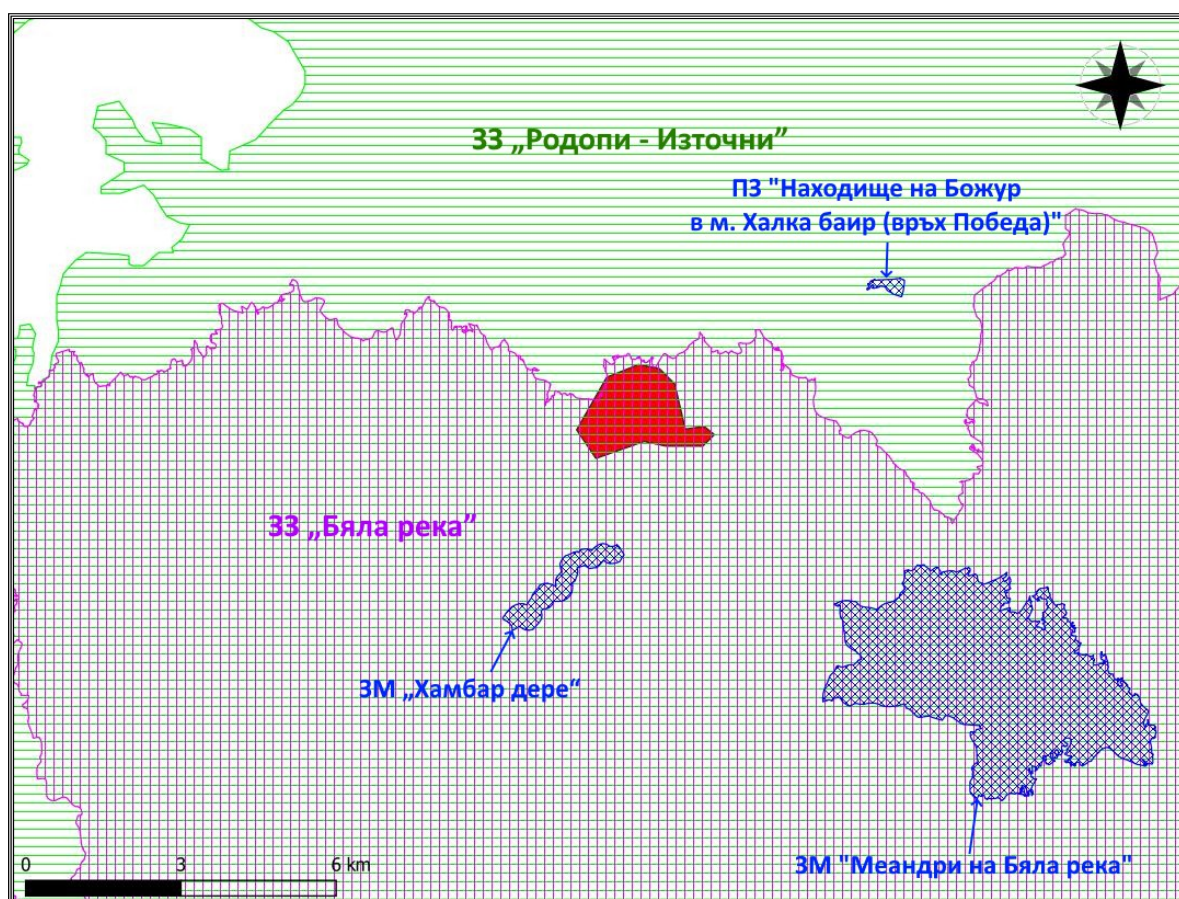 ЗЗ „Родопи - Източни”
ПЗ "Находище на Божур
в м. Халка баир (връх Победа)"
ЗЗ „Бяла река”
ЗМ „Хамбар дере“
ЗМ "Меандри на Бяла река"
0 3 6 km